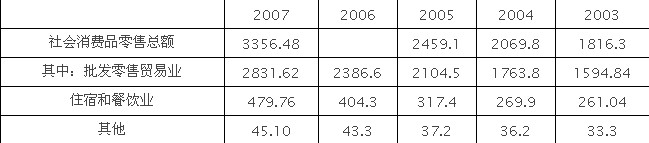 2007 2006 2005 2004 2003
社会消费品零售总额 3356.48 2459.1 2069.8 1816.3
其中：批发零售贸易业 2831.62 2386.6 2104.5 1763.8 1594.84
住宿和餐饮业 479.76 404.3 317.4 269.9 261.04
其他 45.10 43.3 37.2 36.2 33.3